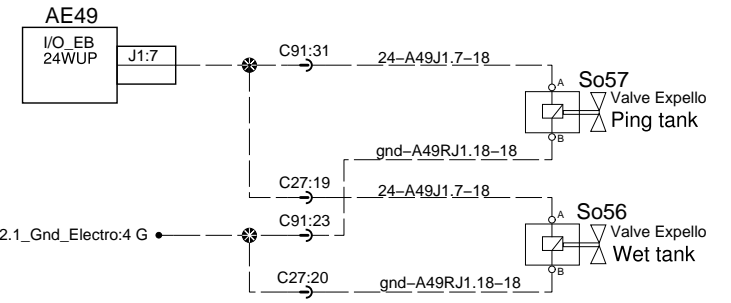 AE49
I/O_EB
24WUP
J1:7
C91:31
24–A49J1.7–18
A
So57
Valve Expello
Ping tank
B
gnd–A49RJ1.18–18
C27:19
24–A49J1.7–18
C91:23
A
So56
Valve Expello
Wet tank
2.1_Gnd_Electro:4 G
B
C27:20
gnd–A49RJ1.18–18